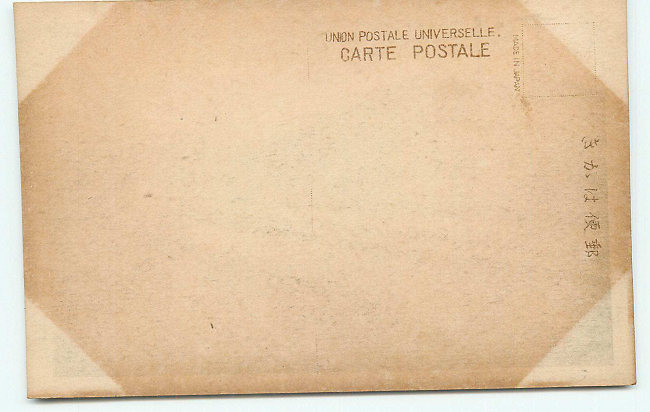 UNION POSTALE UNIVERSELLE.
CARTE POSTALE
MADE IN JAPAN
きかは便郵